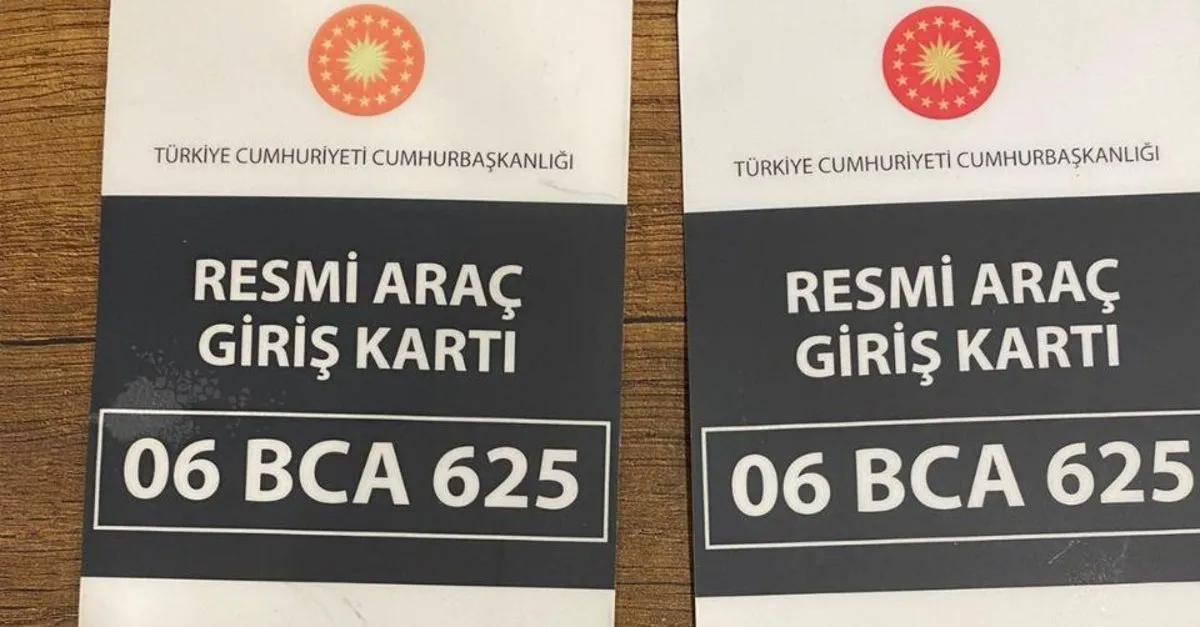 TÜRKİYE CUMHURİYETİ CUMHURBAŞKANLIĞI
RESMİ ARAÇ
GİRİŞ KARTI
06 BCA 625
TÜRKİYE CUMHURİYETİ CUMHURBAŞKANLIĞI
RESMİ ARAÇ
GİRİŞ KARTI
06 BCA 625